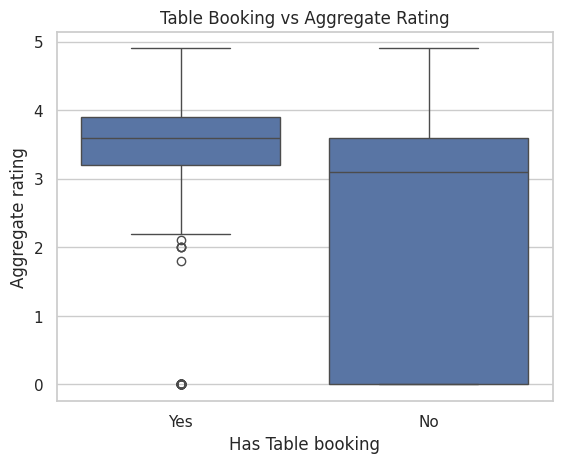 Table Booking vs Aggregate Rating
5
4
3
2
1
0
Aggregate rating
Yes No
Has Table booking